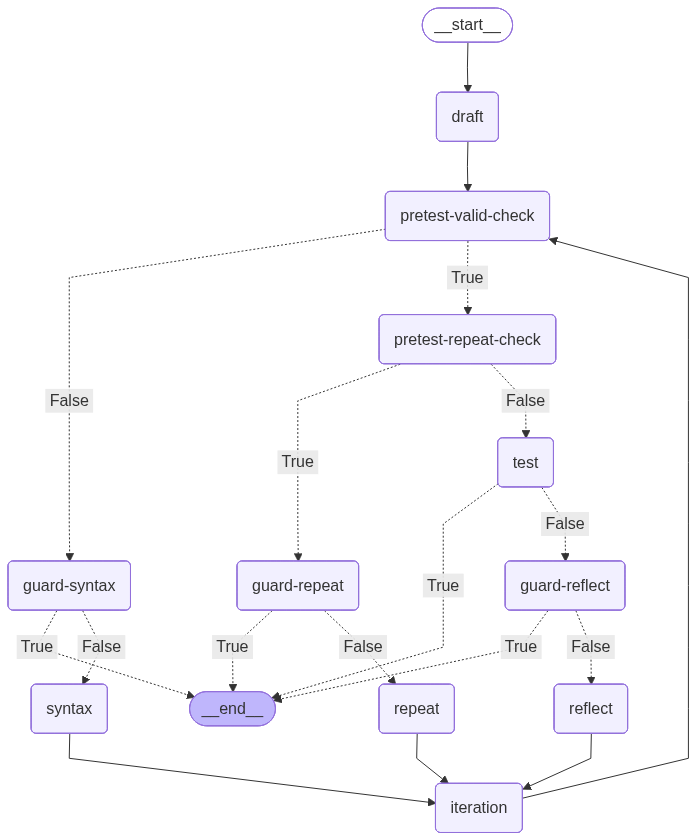 __start__
draft
pretest-valid-check
True
pretest-repeat-check
False
False
True
test
False
guard-syntax
guard-repeat
True
guard-reflect
True
False
True
False
True
False
syntax
__end__
repeat
reflect
iteration